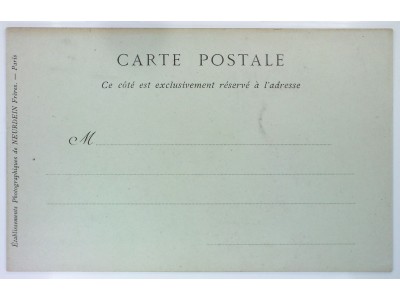 CARTE POSTALE
Ce côté est exclusivement réservé à l'adresse
M
Établissements Photographiques de NEURDEIN Frères. — Paris